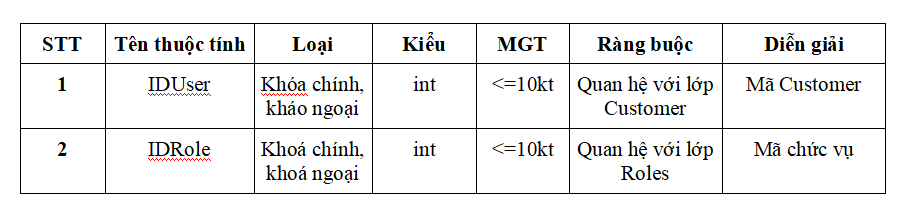 STT Tên thuộc tính Loại Kiểu MGT Ràng buộc Diễn giải
1 IDUser Khóa chính, int <=10kt Quan hệ với lớp Mã Customer
kháo ngoại Customer
2 IDRole Khoá chính, int <=10kt Quan hệ với lớp Mã chức vụ
khoá ngoại Roles